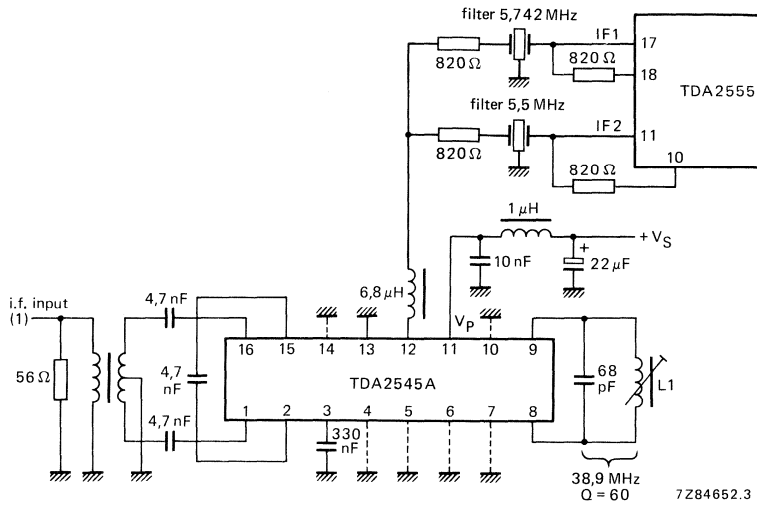 filter 5,742 MHz
IF1
17
820 Ω
820 Ω
18
TDA2555
filter 5,5 MHz
IF2
11
820 Ω
10
820 Ω
1 μH
+ VS
+
10 nF
22 μF
6,8 μH
i.f. input
(1)
4,7 nF
VP
16
15
14
13
12
11
10
9
56 Ω
4,7
nF
TDA2545A
68
pF
L1
4,7 nF
1
2
3
4
5
6
7
8
330
nF
38,9 MHz
Q = 60
7Z84652.3